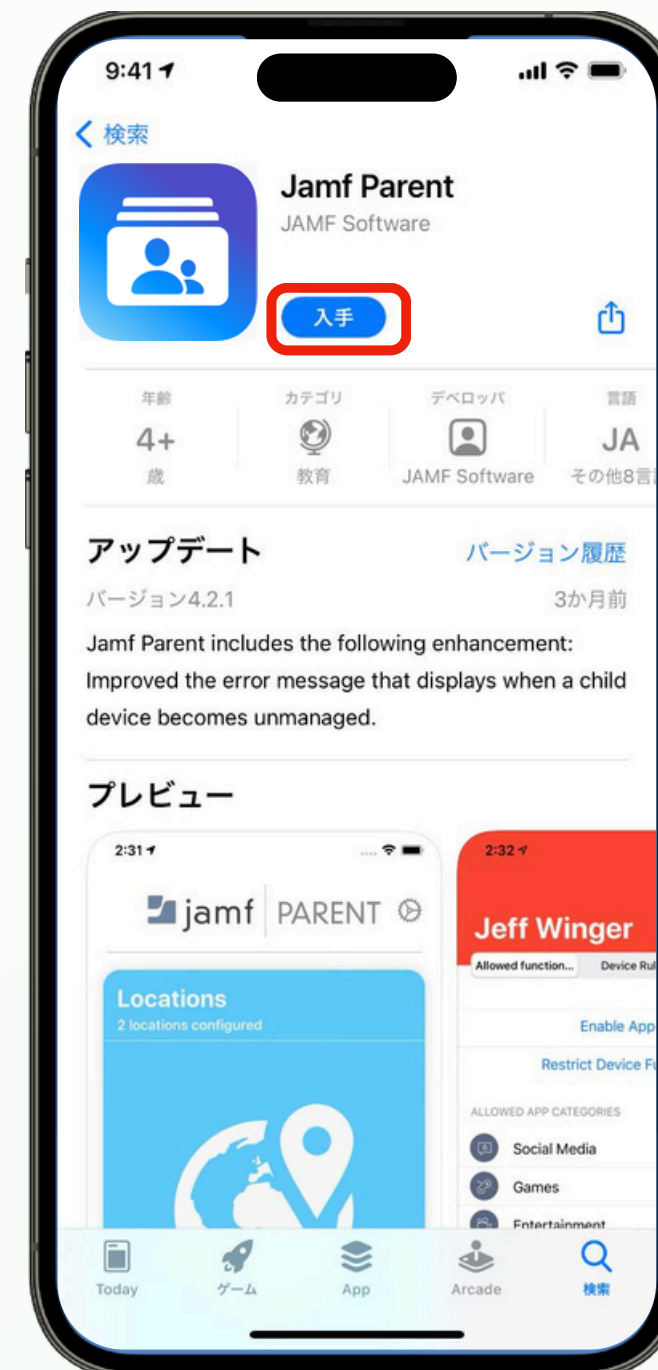 9:41
検索
Jamf Parent
JAMF Software
入手
年齢
4+
歳
カテゴリ
教育
デベロッパ
JAMF Software
言語
JA
その他8言
アップデート
バージョン履歴
バージョン4.2.1
3か月前
Jamf Parent includes the following enhancement:
Improved the error message that displays when a child
device becomes unmanaged.
プレビュー
2:31
jamf PARENT
Locations
2 locations configured
2:32
Jeff Winger
Allowed function...
Device Rul
Enable App
Restrict Device Fu
ALLOWED APP CATEGORIES
Social Media
Games
Entertainment
Today
ゲーム
App
Arcade
検索